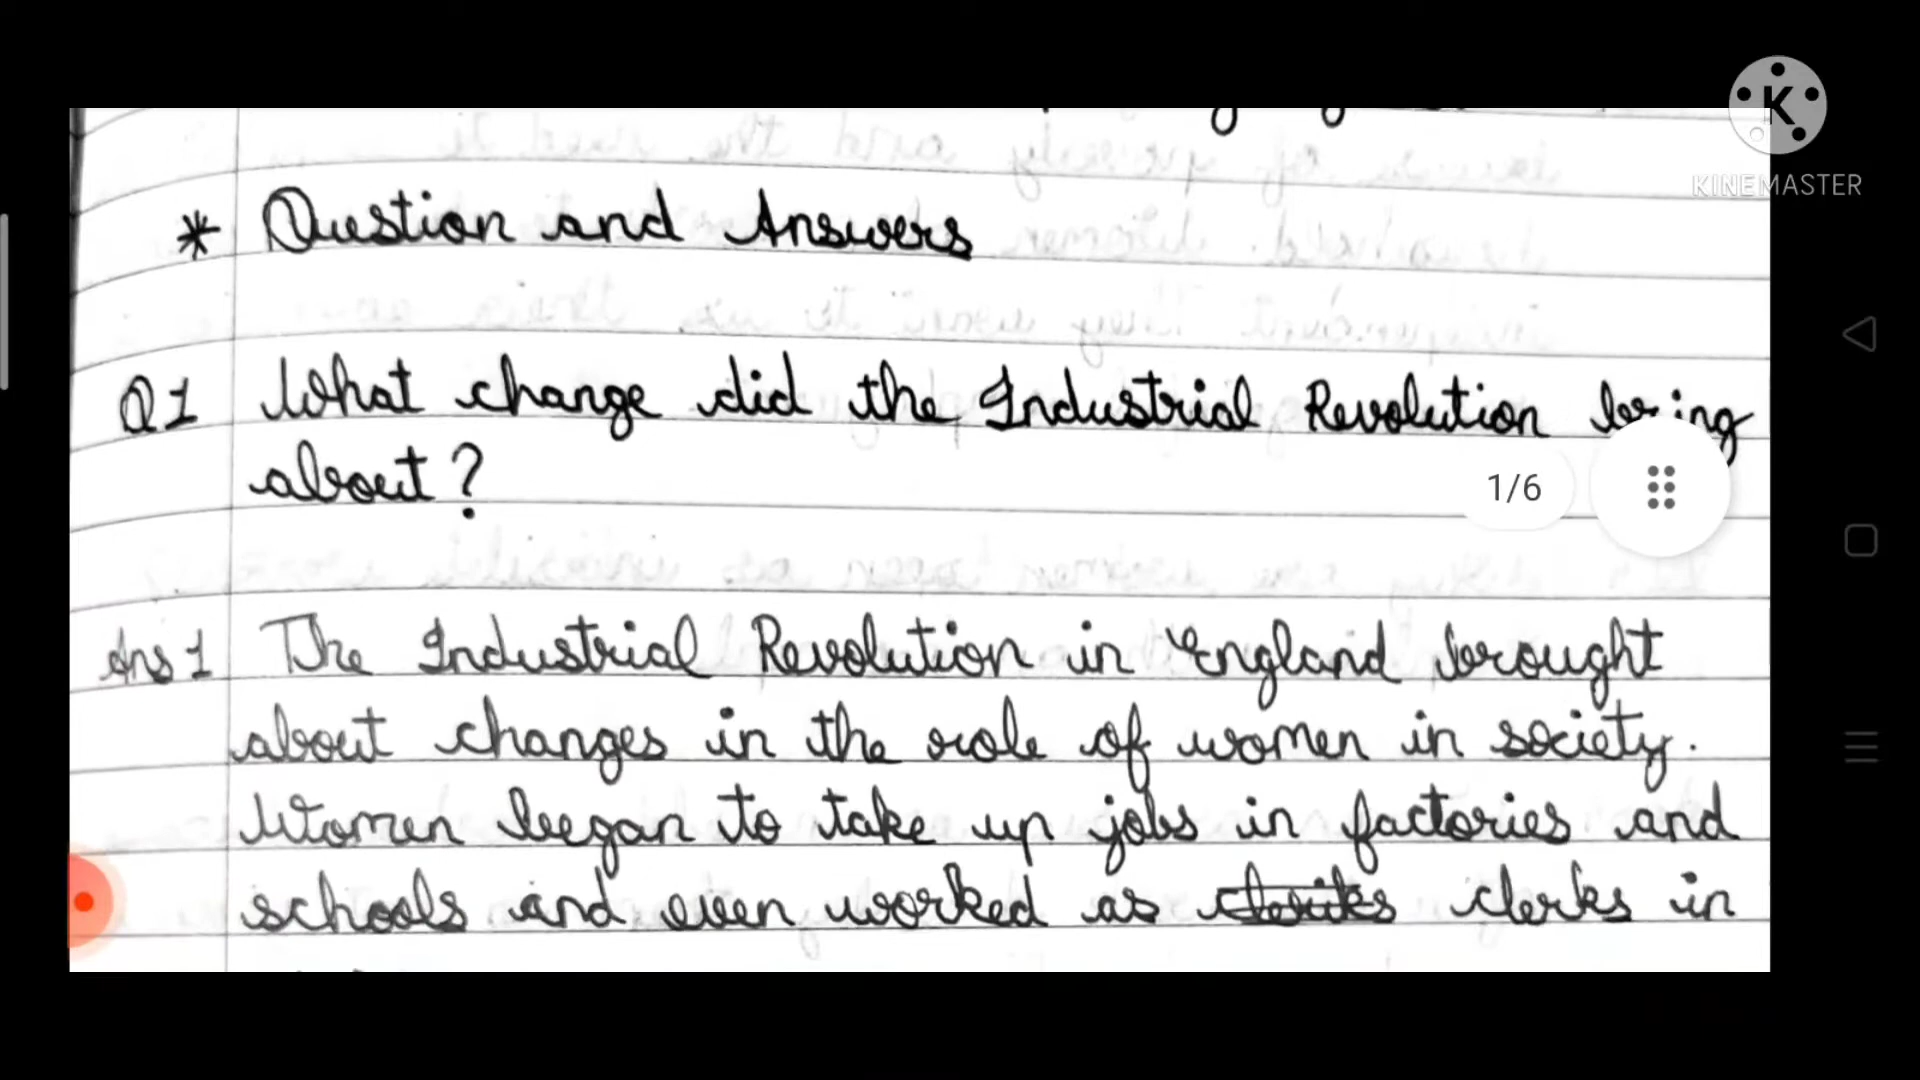 K
KINEMASTER
* Question and Answers
Q1 What change did the Industrial Revolution bring
about?
1/6
Ans 1 The Industrial Revolution in England brought
about changes in the role of women in society.
Women began to take up jobs in factories and
schools and even worked as clerks in